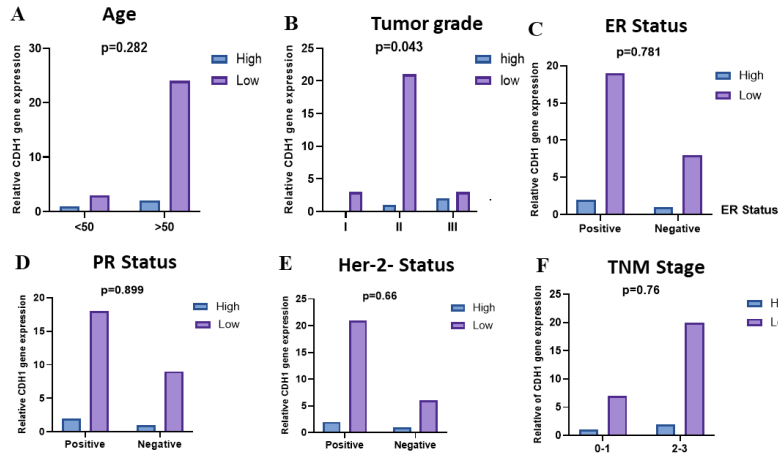 A
Age
p=0.282
High
Low
Relative CDH1 gene expression
30
20
10
0
<50
>50
B
Tumor grade
p=0.043
high
low
Relative CDH1 gene expression
25
20
15
10
5
0
I
II
III
C
ER Status
p=0.781
High
Low
Relative CDH1 gene expression
20
15
10
5
0
Positive
Negative
ER Status
D
PR Status
p=0.899
High
Low
Relative CDH1 gene expression
20
15
10
5
0
Positive
Negative
E
Her-2- Status
p=0.66
High
Low
Relative CDH1 gene expression
25
20
15
10
5
0
Positive
Negative
F
TNM Stage
p=0.76
H
L
Relative of CDH1 gene expression
25
20
15
10
5
0
0-1
2-3